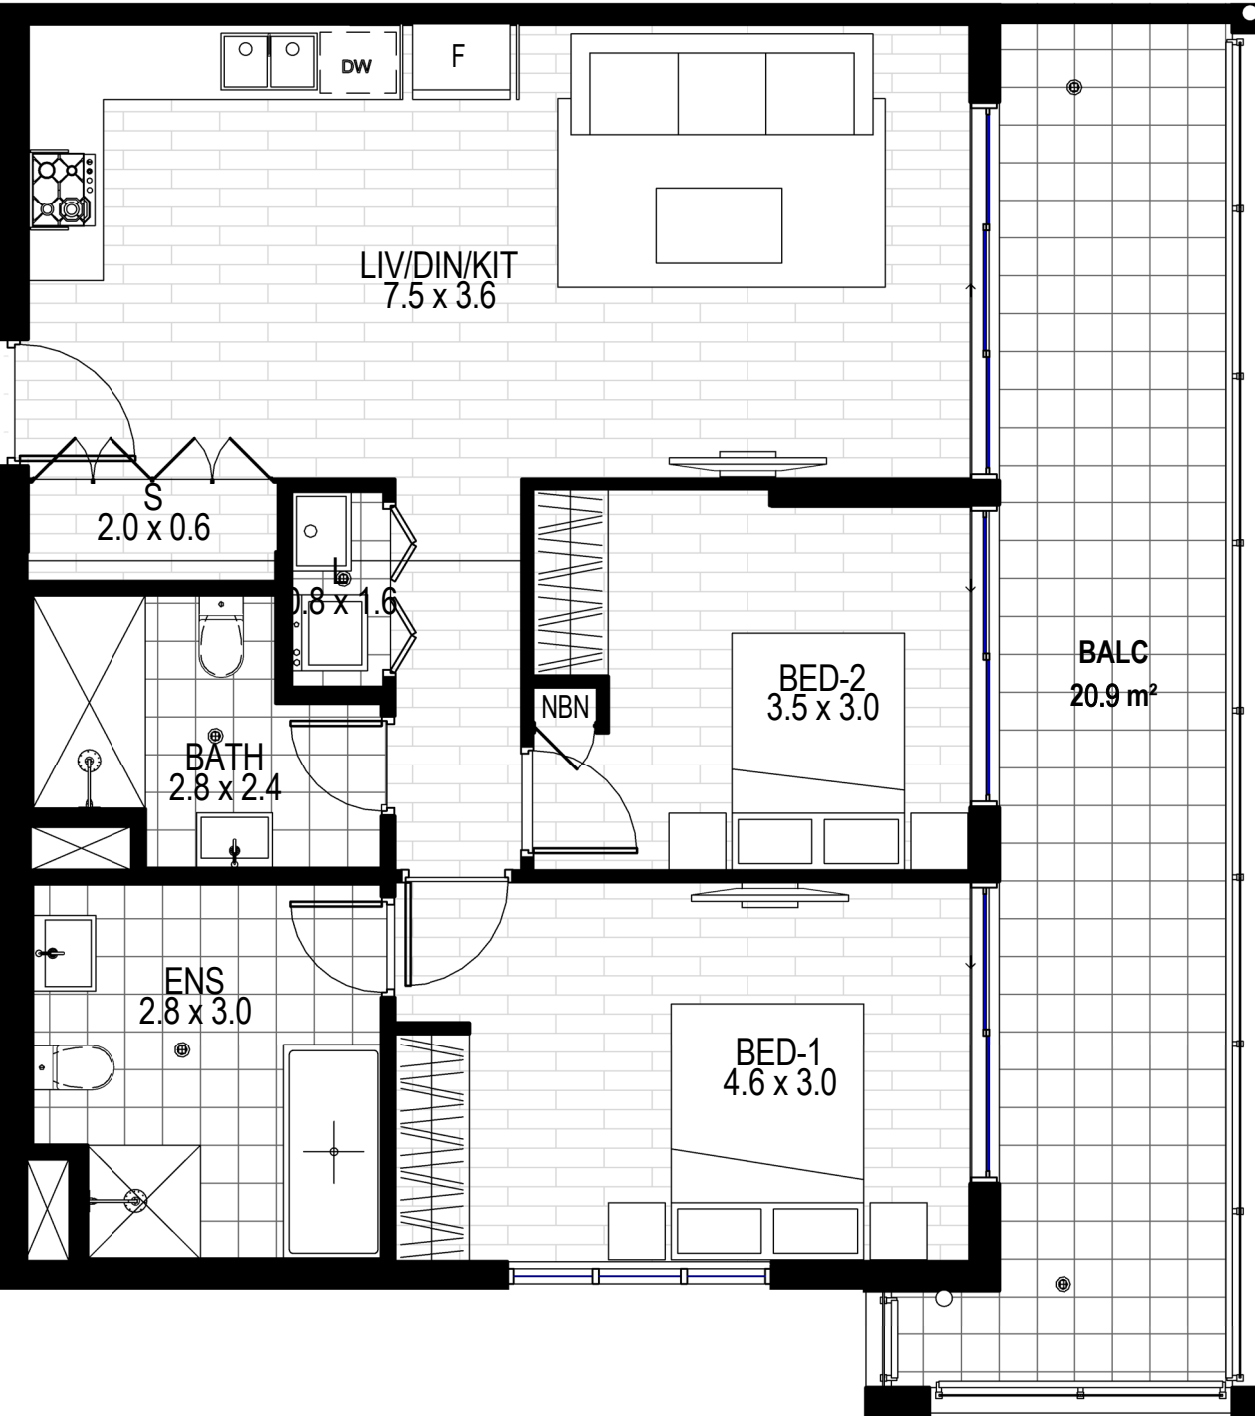 DW
F
LIV/DIN/KIT
7.5 x 3.6
S
2.0 x 0.6
L
0.8 x 1.6
BED-2
3.5 x 3.0
NBN
BALC
20.9 m²
BATH
2.8 x 2.4
ENS
2.8 x 3.0
BED-1
4.6 x 3.0